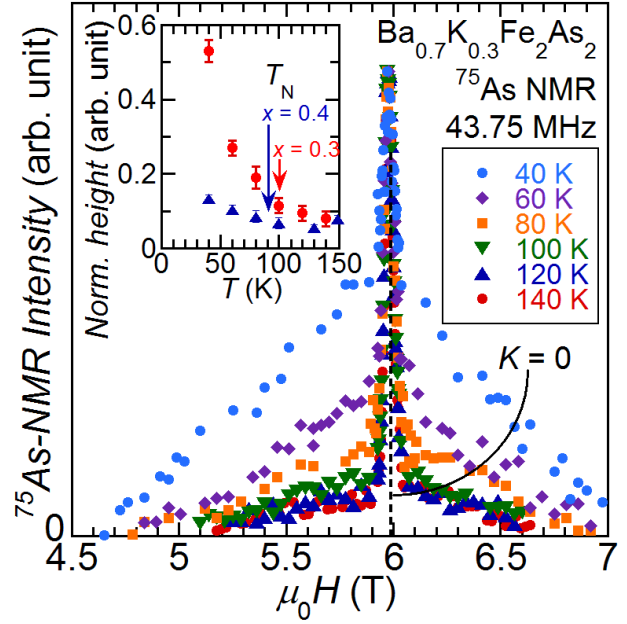 Ba0.7K0.3Fe2As2
75As NMR
43.75 MHz
40 K
60 K
80 K
100 K
120 K
140 K
K = 0
75As-NMR Intensity (arb. unit)
0
4.5 5 5.5 6 6.5 7
μ0H (T)
Norm. height (arb. unit)
0.6
0.4
0.2
0
0 50 100 150
T (K)
TN
x = 0.4
x = 0.3